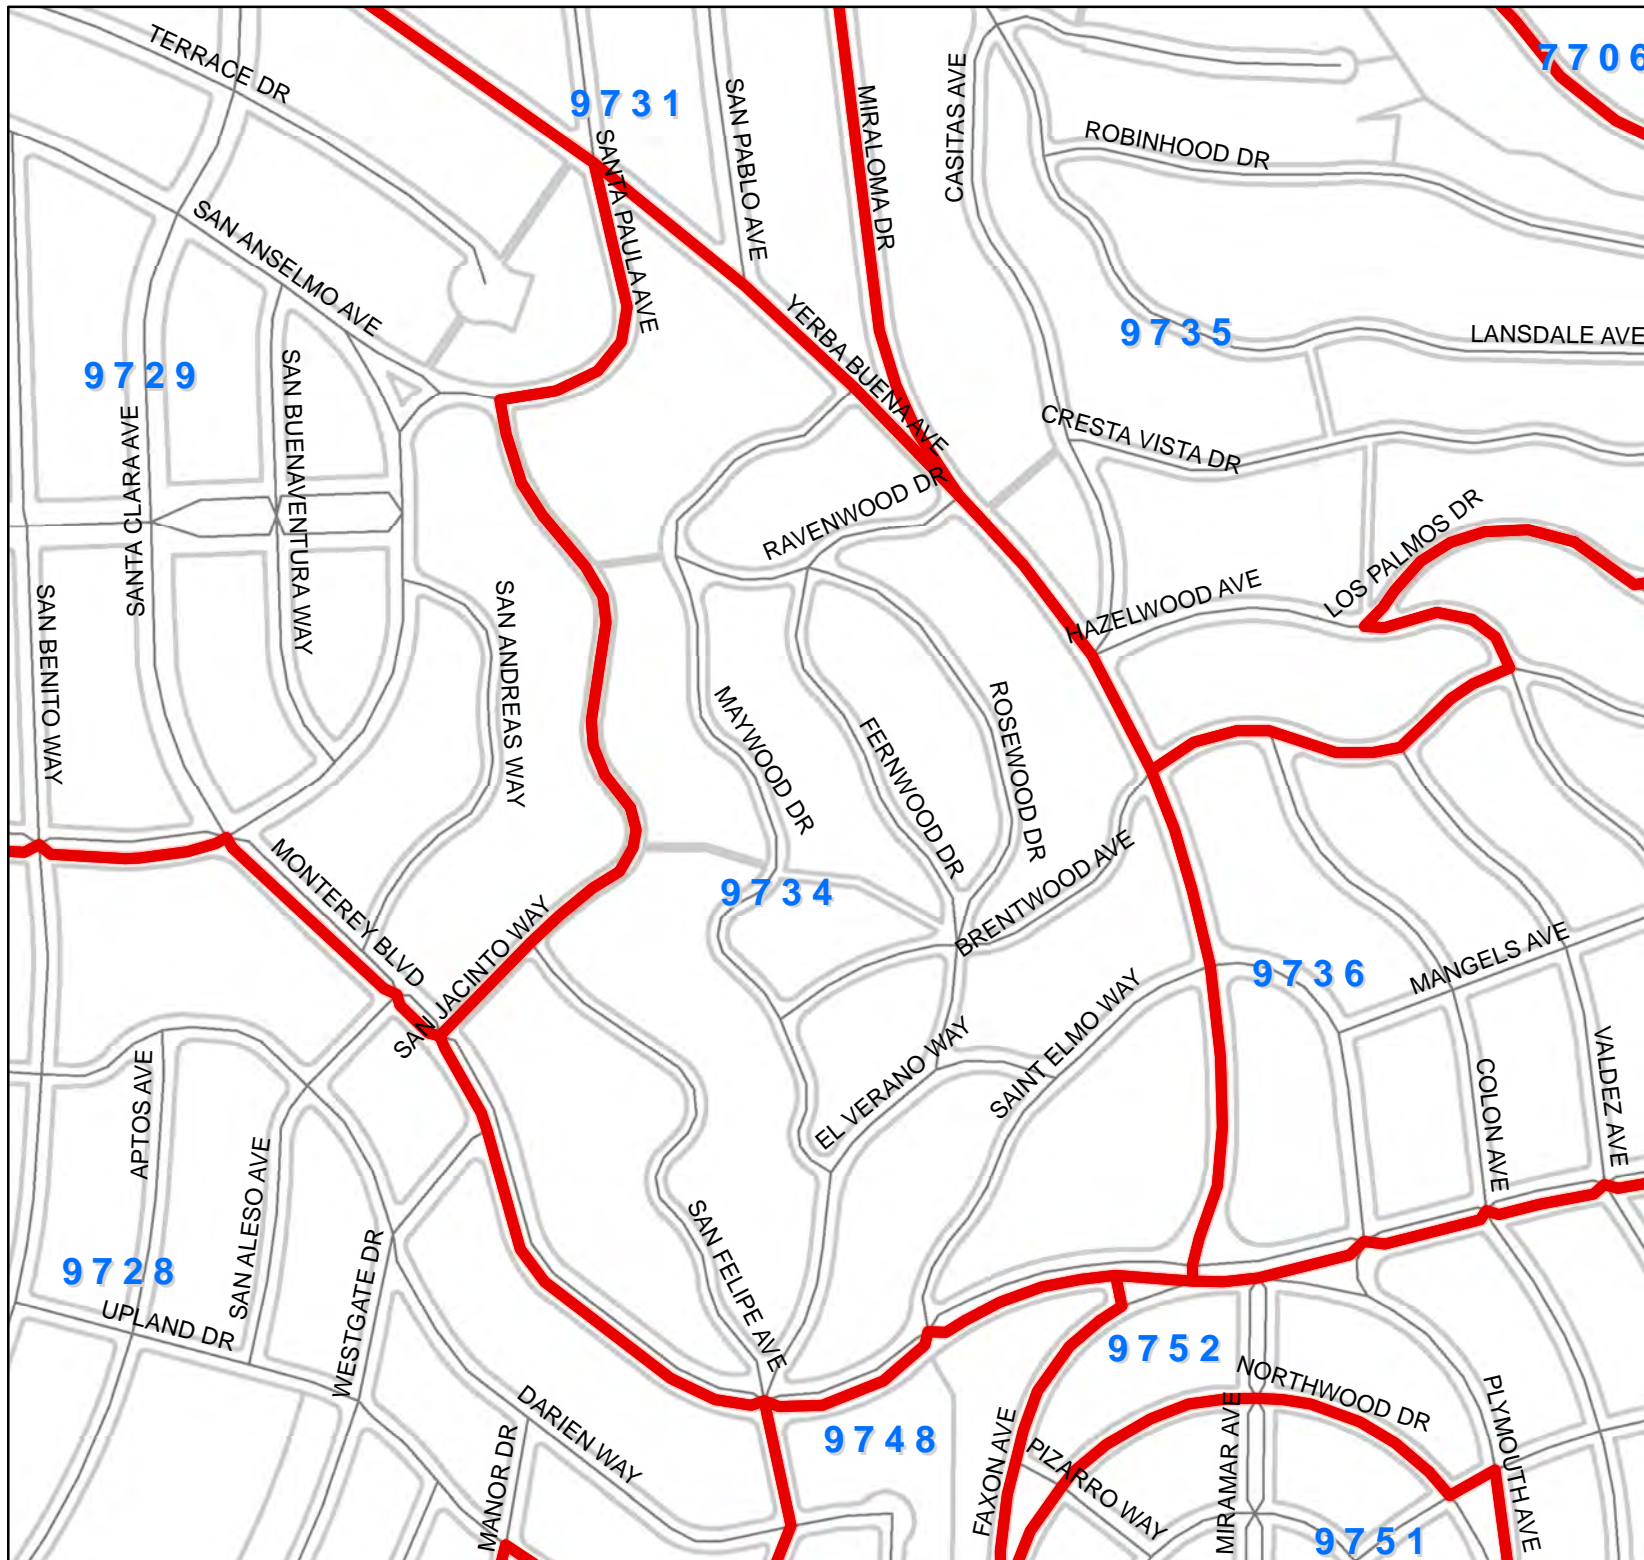 TERRACE DR
9731
7706
SANTA PAULA AVE
SAN PABLO AVE
MIRALOMA DR
CASITAS AVE
ROBINHOOD DR
SAN ANSELMO AVE
YERBA BUENA AVE
9735
LANSDALE AVE
9729
SANTA CLARA AVE
SAN BUENAVENTURA WAY
CRESTA VISTA DR
RAVENWOOD DR
LOS PALMOS DR
SAN BENITO WAY
SAN ANDREAS WAY
HAZELWOOD AVE
MAYWOOD DR
FERNWOOD DR
ROSEWOOD DR
MONTEREY BLVD
SAN JACINTO WAY
9734
BRENTWOOD AVE
9736
MANGELS AVE
APTOS AVE
EL VERANO WAY
SAINT ELMO WAY
COLON AVE
VALDEZ AVE
SAN ALESO AVE
SAN FELIPE AVE
9728
UPLAND DR
WESTGATE DR
9752
NORTHWOOD DR
DARIEN WAY
MANOR DR
9748
FAXON AVE
PIZARRO WAY
MIRAMAR AVE
PLYMOUTH AVE
9751